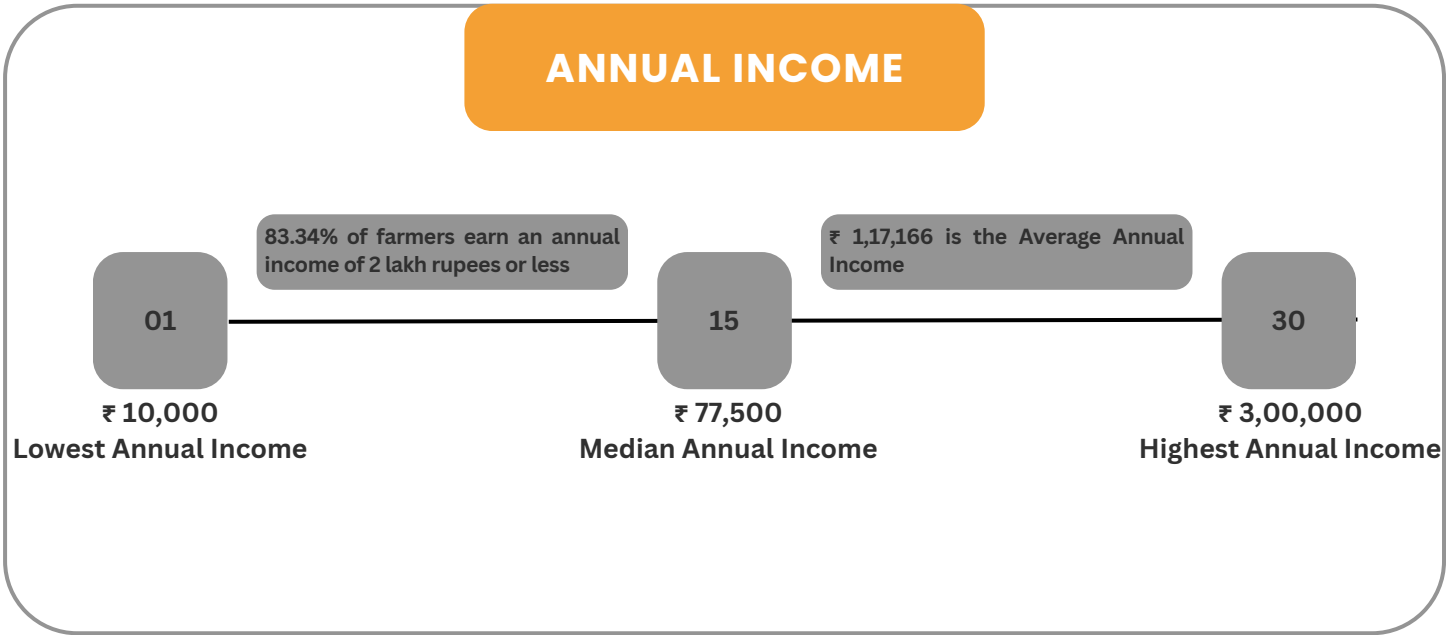 ANNUAL INCOME
83.34% of farmers earn an annual
income of 2 lakh rupees or less
₹ 1,17,166 is the Average Annual
Income
01
15
30
₹ 10,000
Lowest Annual Income
₹ 77,500
Median Annual Income
₹ 3,00,000
Highest Annual Income